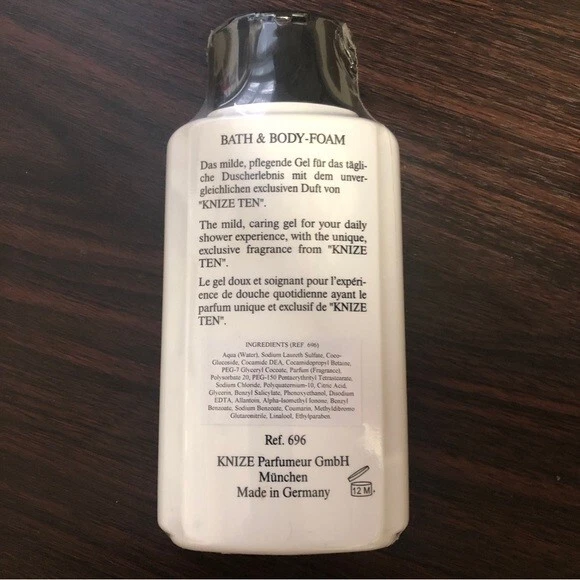 BATH & BODY-FOAM
Das milde, pflegende Gel für das tägli-
che Duscherlebnis mit dem unver-
gleichlichen exclusiven Duft von
"KNIZE TEN".
The mild, caring gel for your daily
shower experience, with the unique,
exclusive fragrance from "KNIZE
TEN".
Le gel doux et soignant pour l'expéri-
ence de douche quotidienne ayant le
parfum unique et exclusif de "KNIZE
TEN".
INGREDIENTS (REF. 696)
Aqua (Water), Sodium Laureth Sulfate, Coco-
Glucoside, Cocamide DEA, Cocamidopropyl Betaine,
PEG-7 Glyceryl Cocoate, Parfum (Fragrance),
Polysorbate 20, PEG-150 Pentaerythrityl Tetrastearate,
Sodium Chloride, Polyquaternium-10, Citric Acid,
Glycerin, Benzyl Salicylate, Phenoxyethanol, Disodium
EDTA, Allantoin, Alpha-Isomethyl Ionone, Benzyl
Benzoate, Sodium Benzoate, Coumarin, Methyldibromo
Glutaronitrile, Linalool, Ethylparaben.
Ref. 696
KNIZE Parfumeur GmbH
München
Made in Germany
12 M